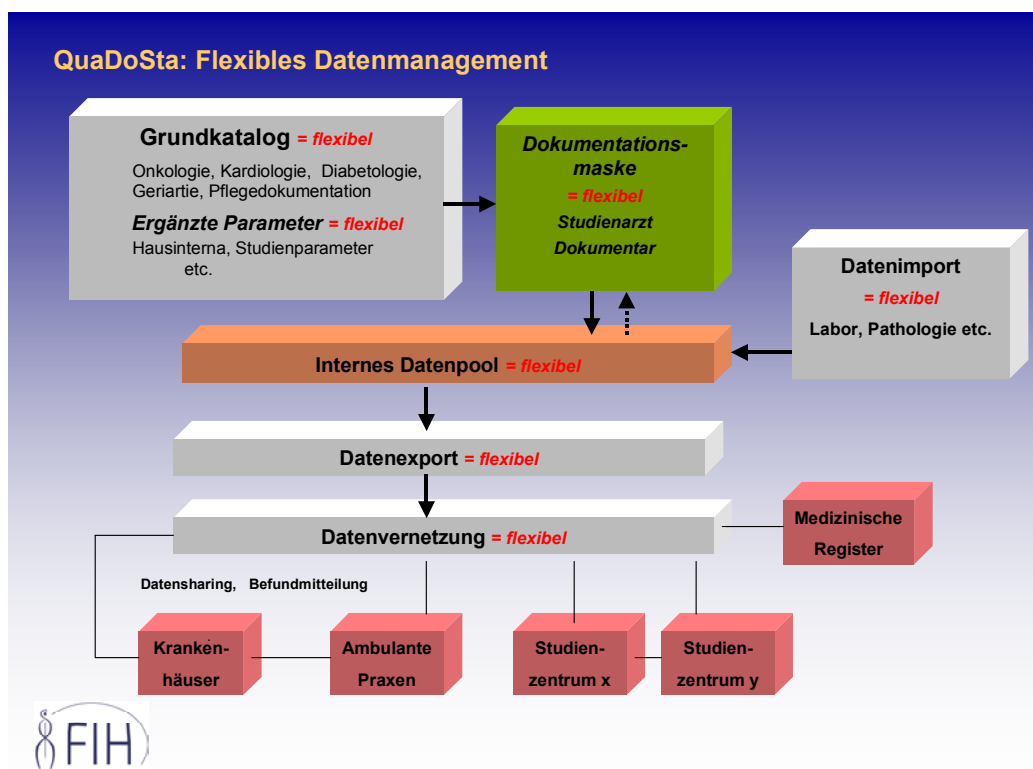 QuaDoSta: Flexibles Datenmanagement
Grundkatalog = flexibel
Onkologie, Kardiologie, Diabetologie,
Geriartie, Pflegedokumentation
Ergänzte Parameter = flexibel
Hausinterna, Studienparameter
etc.
Dokumentations-
maske
= flexibel
Studienarzt
Dokumentar
Datenimport
= flexibel
Labor, Pathologie etc.
Internes Datenpool = flexibel
Datenexport = flexibel
Datenvernetzung = flexibel
Medizinische
Register
Datensharing, Befundmitteilung
Kranken-
häuser
Ambulante
Praxen
Studien-
zentrum x
Studien-
zentrum y
FIH